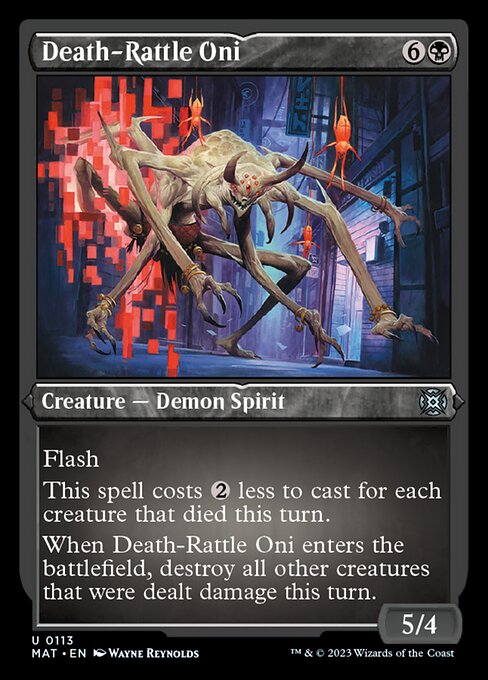 Death-Rattle Oni 6
Creature — Demon Spirit
Flash
This spell costs 2 less to cast for each
creature that died this turn.
When Death-Rattle Oni enters the
battlefield, destroy all other creatures
that were dealt damage this turn.
5/4
U 0113
MAT • EN Wayne Reynolds
™ & © 2023 Wizards of the Coast